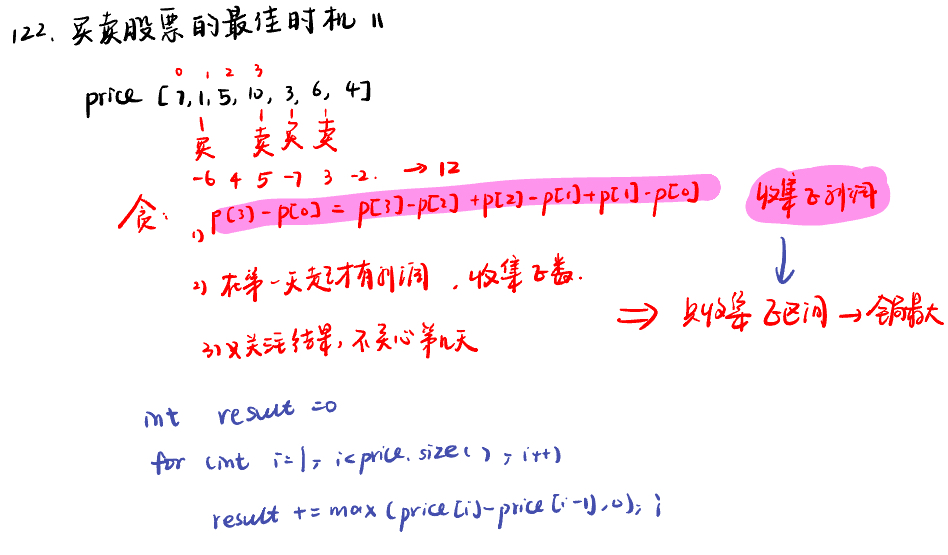 122. 买卖股票的最佳时机 II
0 1 2 3
price [7, 1, 5, 10, 3, 6, 4]
买 卖 买 卖
-6 4 5 -7 3 -2. → 12
贪:
1) p[3]-p[0] = p[3]-p[2]+p[2]-p[1]+p[1]-p[0]
收集正利润
2) 在第一天起才有利润, 收集正数.
⇒ 只收集正区间 → 全局最大
3) 只关注结果, 不关心第几天
int result =0
for (int i=1; i<price.size(); i++)
result += max(price[i]-price[i-1],0);;